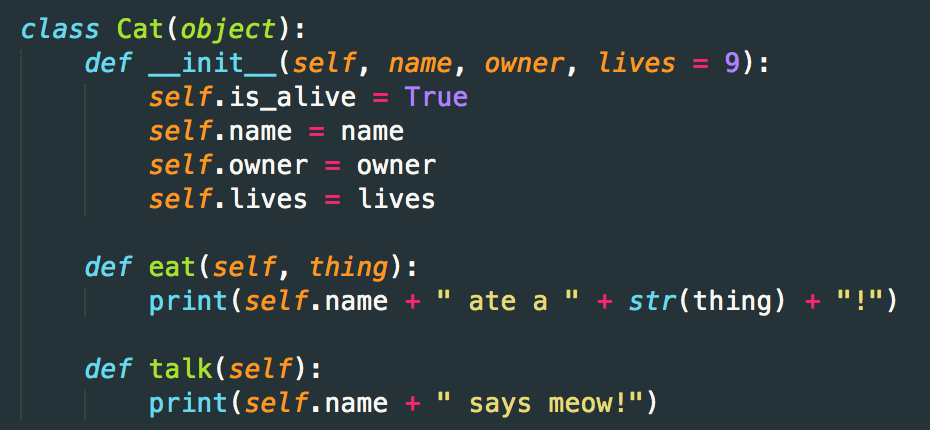 class Cat(object):
    def __init__(self, name, owner, lives = 9):
        self.is_alive = True
        self.name = name
        self.owner = owner
        self.lives = lives

    def eat(self, thing):
        print(self.name + " ate a " + str(thing) + "!")

    def talk(self):
        print(self.name + " says meow!")